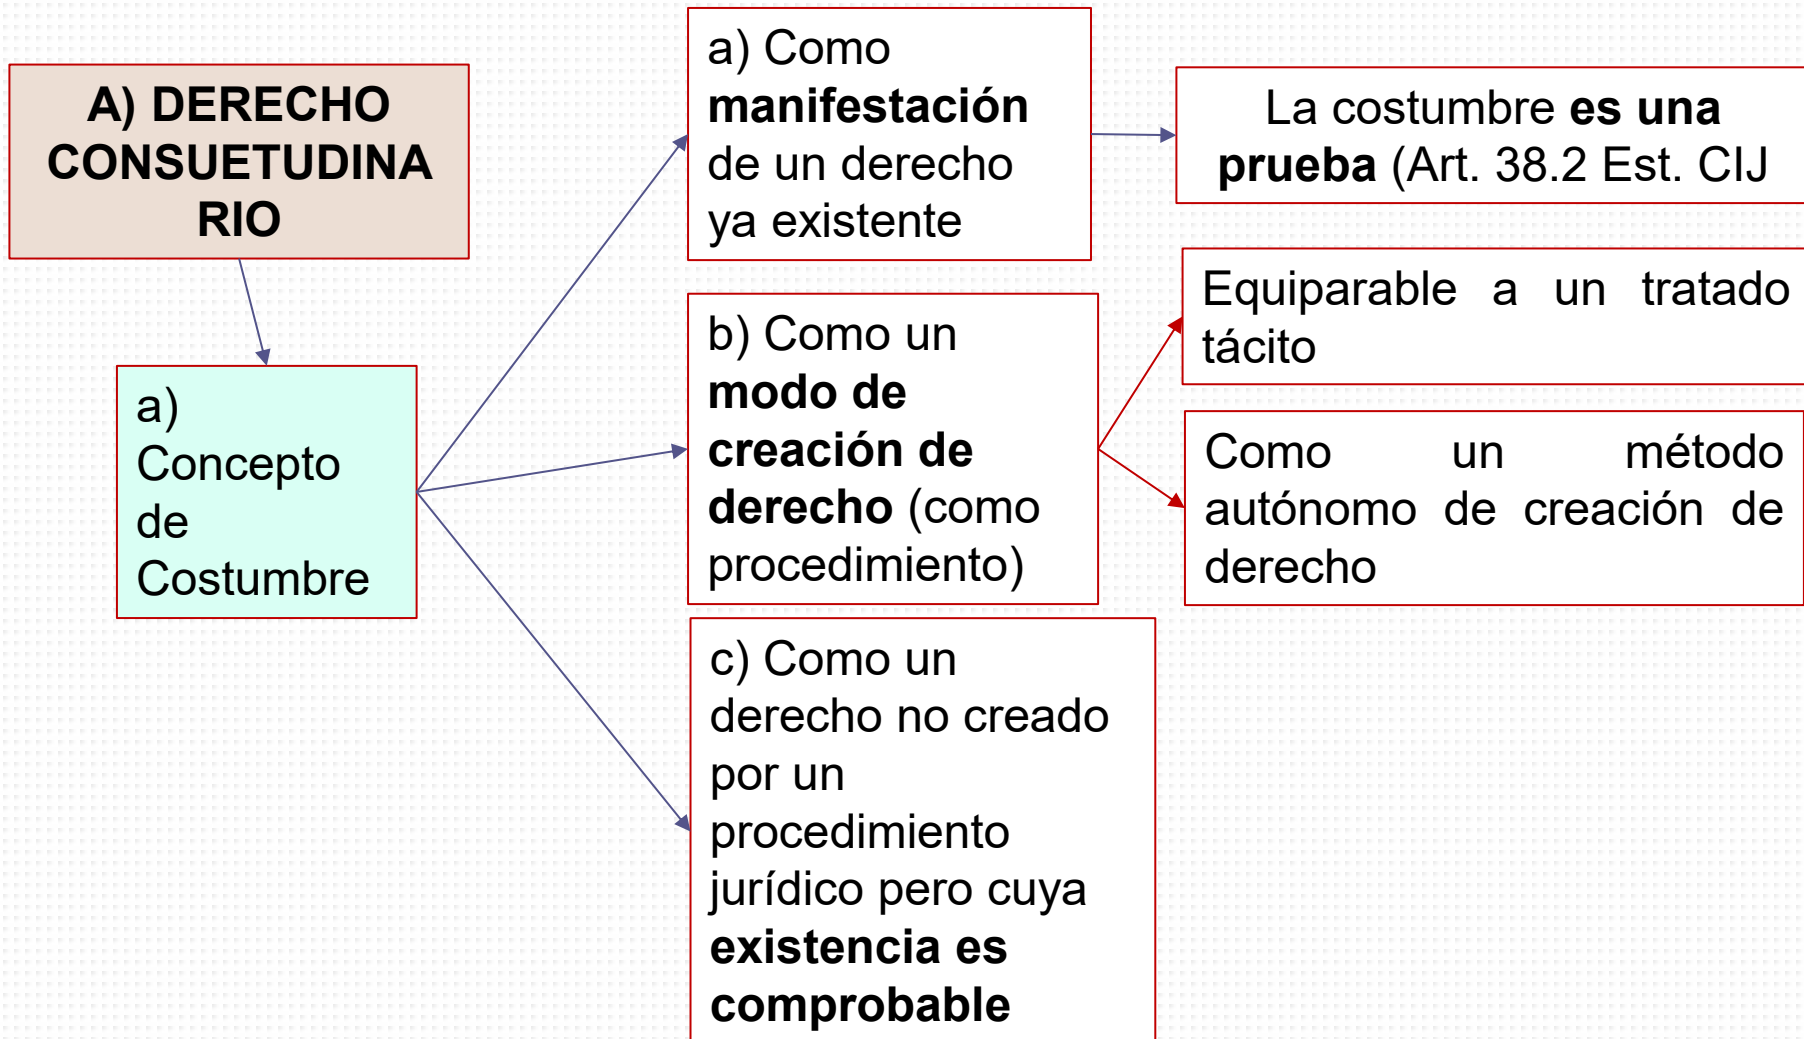 A) DERECHO
CONSUETUDINA
RIO
a)
Concepto
de
Costumbre
a) Como
manifestación
de un derecho
ya existente
La costumbre es una
prueba (Art. 38.2 Est. CIJ
b) Como un
modo de
creación de
derecho (como
procedimiento)
Equiparable a un tratado
tácito
Como un método
autónomo de creación de
derecho
c) Como un
derecho no creado
por un
procedimiento
jurídico pero cuya
existencia es
comprobable